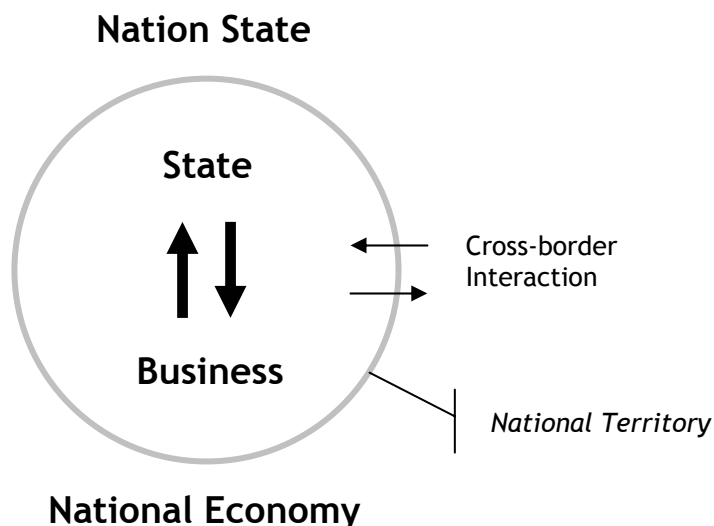 Nation State
State
Cross-border
Interaction
Business
National Territory
National Economy